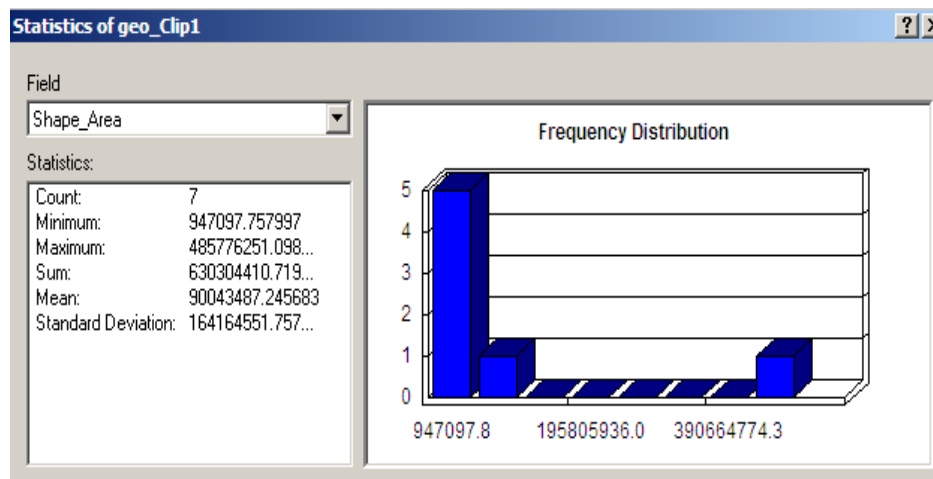 Statistics of geo_Clip1
Field
Shape_Area
Statistics:
Count: 7
Minimum: 947097.757997
Maximum: 485776251.098...
Sum: 630304410.719...
Mean: 90043487.245683
Standard Deviation: 164164551.757...
Frequency Distribution
5
4
3
2
1
0
947097.8 195805936.0 390664774.3